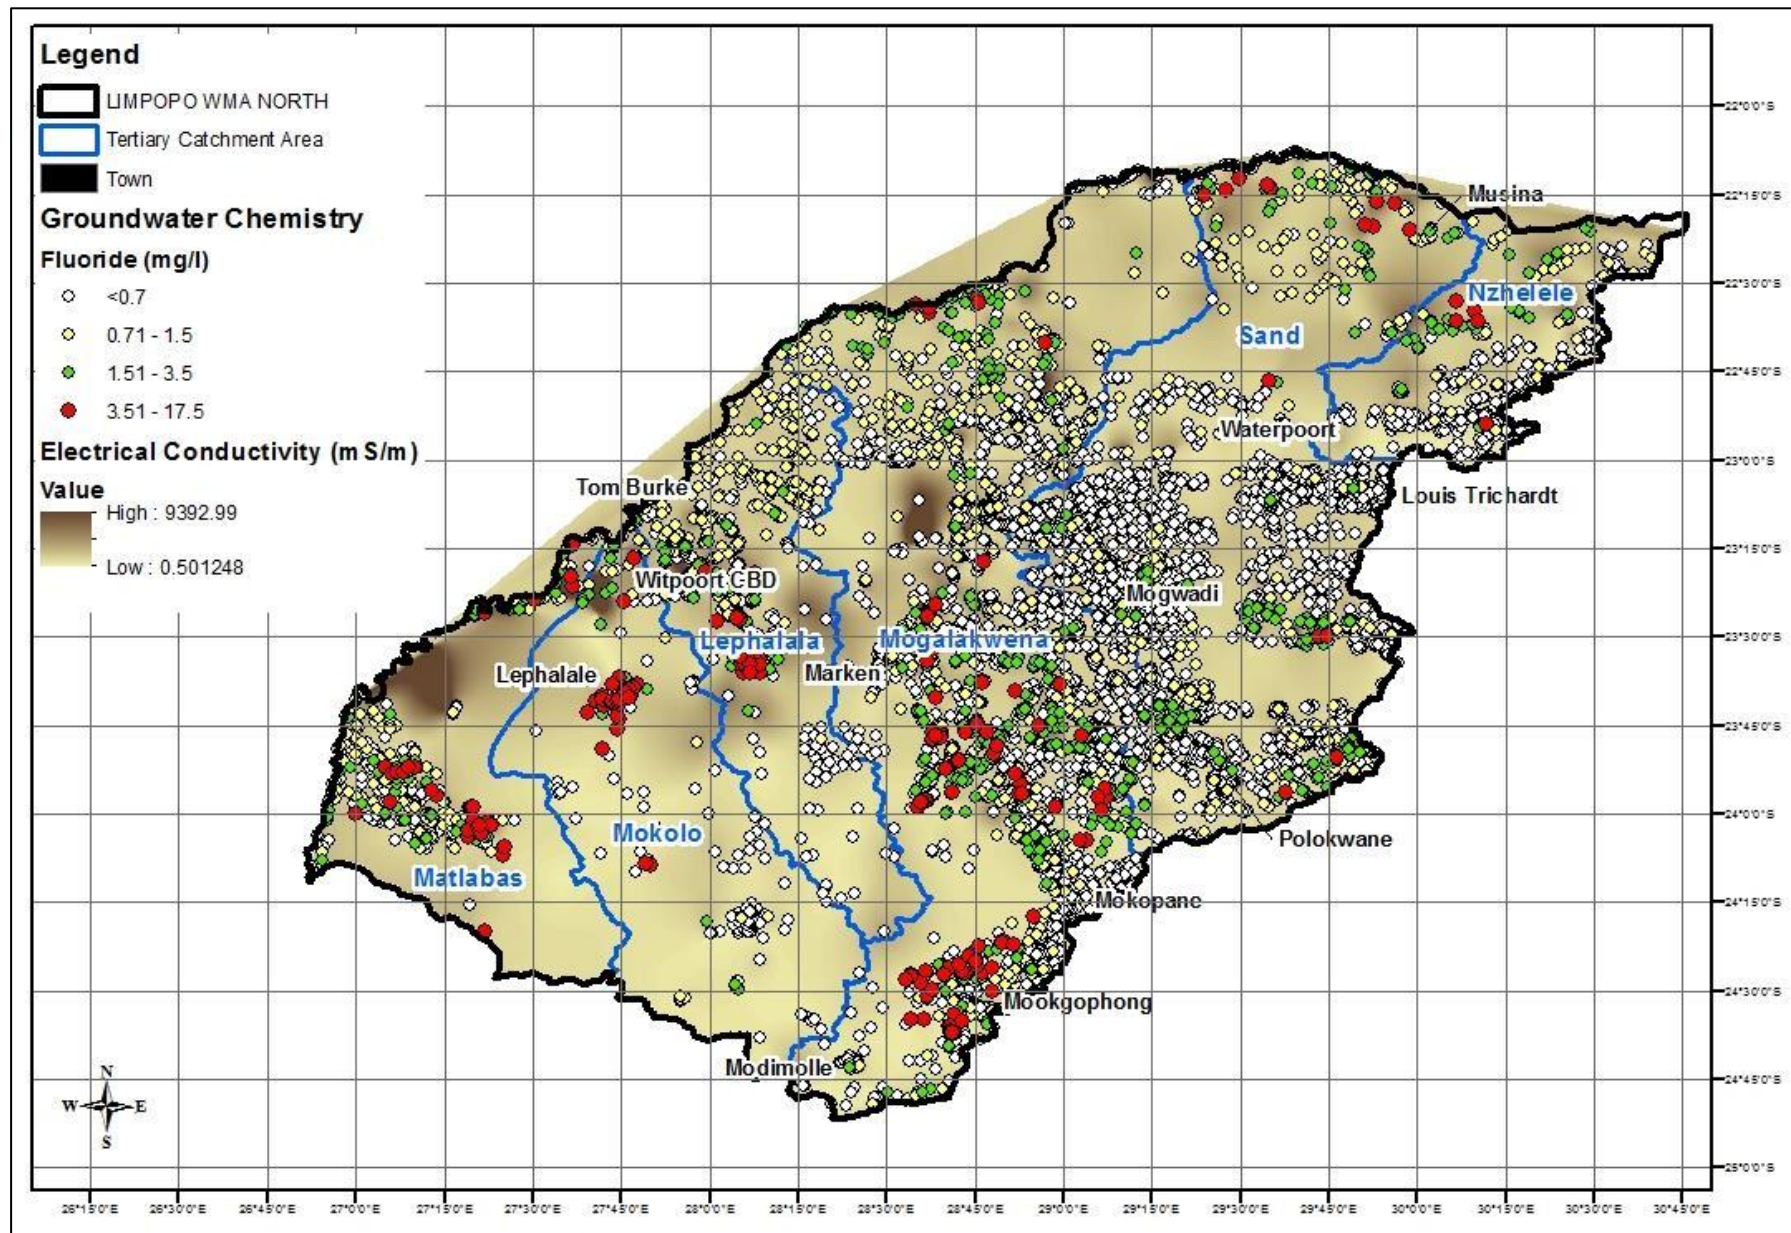 Legend
LIMPOPO WMA NORTH
Tertiary Catchment Area
Town
Groundwater Chemistry
Fluoride (mg/l)
<0.7
0.71 - 1.5
1.51 - 3.5
3.51 - 17.5
Electrical Conductivity (mS/m)
Value
High : 9392.99
Low : 0.501248
Musina
Nzhelele
Sand
Waterpoort
Tom Burke
Louis Trichardt
Witpoort CBD
Mogwadi
Lephalala
Mogalakwena
Lephalale
Marken
Mokolo
Polokwane
Matlabas
Mokopane
Mookgophong
Modimolle
N
W E
S
22°0'0"S
22°15'0"S
22°30'0"S
22°45'0"S
23°0'0"S
23°15'0"S
23°30'0"S
23°45'0"S
24°0'0"S
24°15'0"S
24°30'0"S
24°45'0"S
25°0'0"S
26°15'0"E 26°30'0"E 26°45'0"E 27°0'0"E 27°15'0"E 27°30'0"E 27°45'0"E 28°0'0"E 28°15'0"E 28°30'0"E 28°45'0"E 29°0'0"E 29°15'0"E 29°30'0"E 29°45'0"E 30°0'0"E 30°15'0"E 30°30'0"E 30°45'0"E